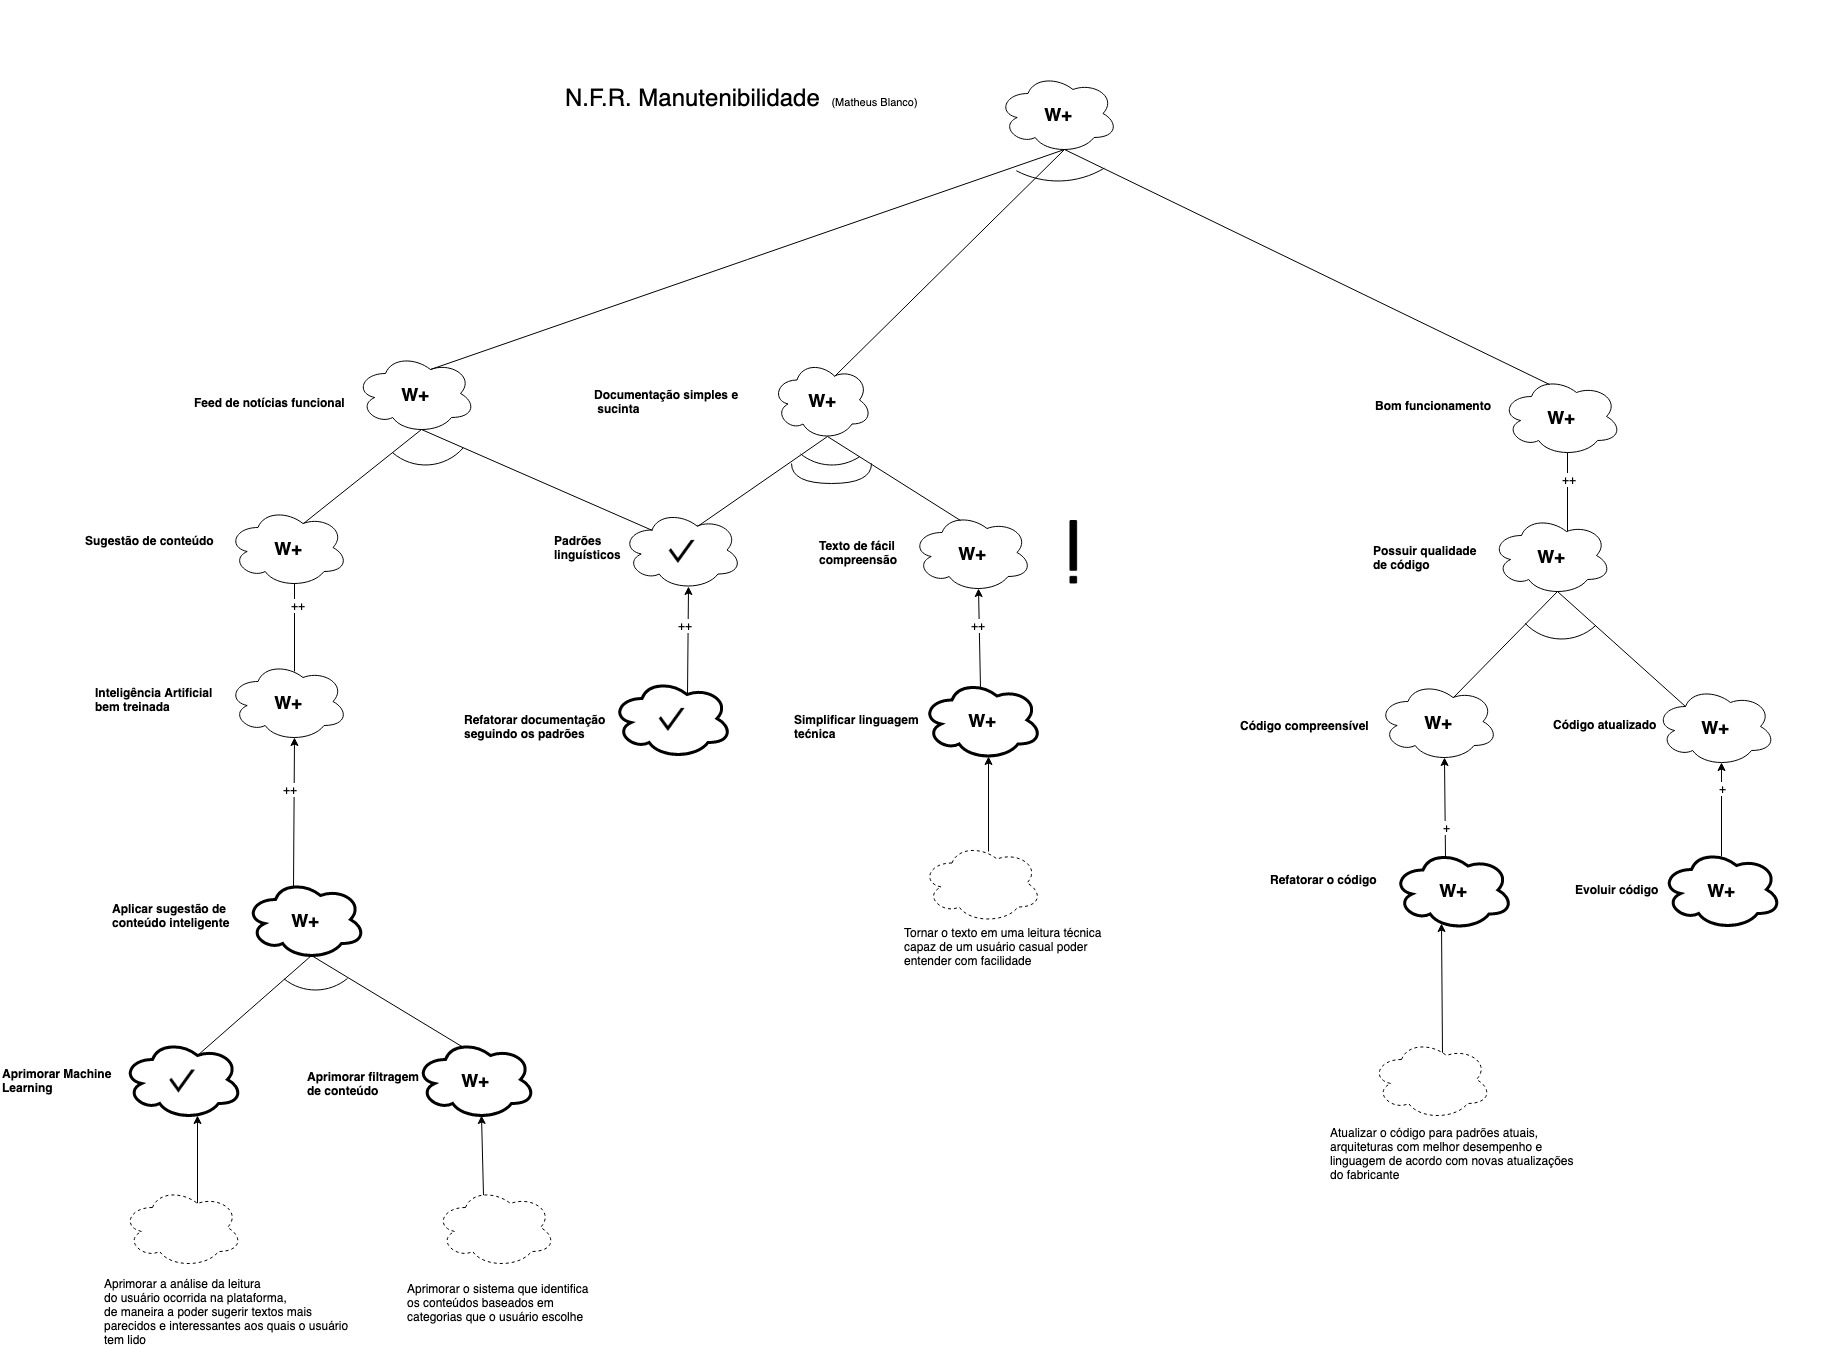 N.F.R. Manutenibilidade (Matheus Blanco)
W+
Feed de notícias funcional
W+
Documentação simples e
sucinta
W+
Bom funcionamento
W+
++
Sugestão de conteúdo
W+
Padrões
linguísticos
✓
Texto de fácil
compreensão
W+
!
Possuir qualidade
de código
W+
++
++
++
Inteligência Artificial
bem treinada
W+
Refatorar documentação
seguindo os padrões
✓
Simplificar linguagem
tećnica
W+
Código compreensível
W+
Código atualizado
W+
++
+
+
Aplicar sugestão de
conteúdo inteligente
W+
Tornar o texto em uma leitura técnica
capaz de um usuário casual poder
entender com facilidade
Refatorar o código
W+
Evoluir código
W+
Aprimorar Machine
Learning
✓
Aprimorar filtragem
de conteúdo
W+
Atualizar o código para padrões atuais,
arquiteturas com melhor desempenho e
linguagem de acordo com novas atualizações
do fabricante
Aprimorar a análise da leitura
do usuário ocorrida na plataforma,
de maneira a poder sugerir textos mais
parecidos e interessantes aos quais o usuário
tem lido
Aprimorar o sistema que identifica
os conteúdos baseados em
categorias que o usuário escolhe